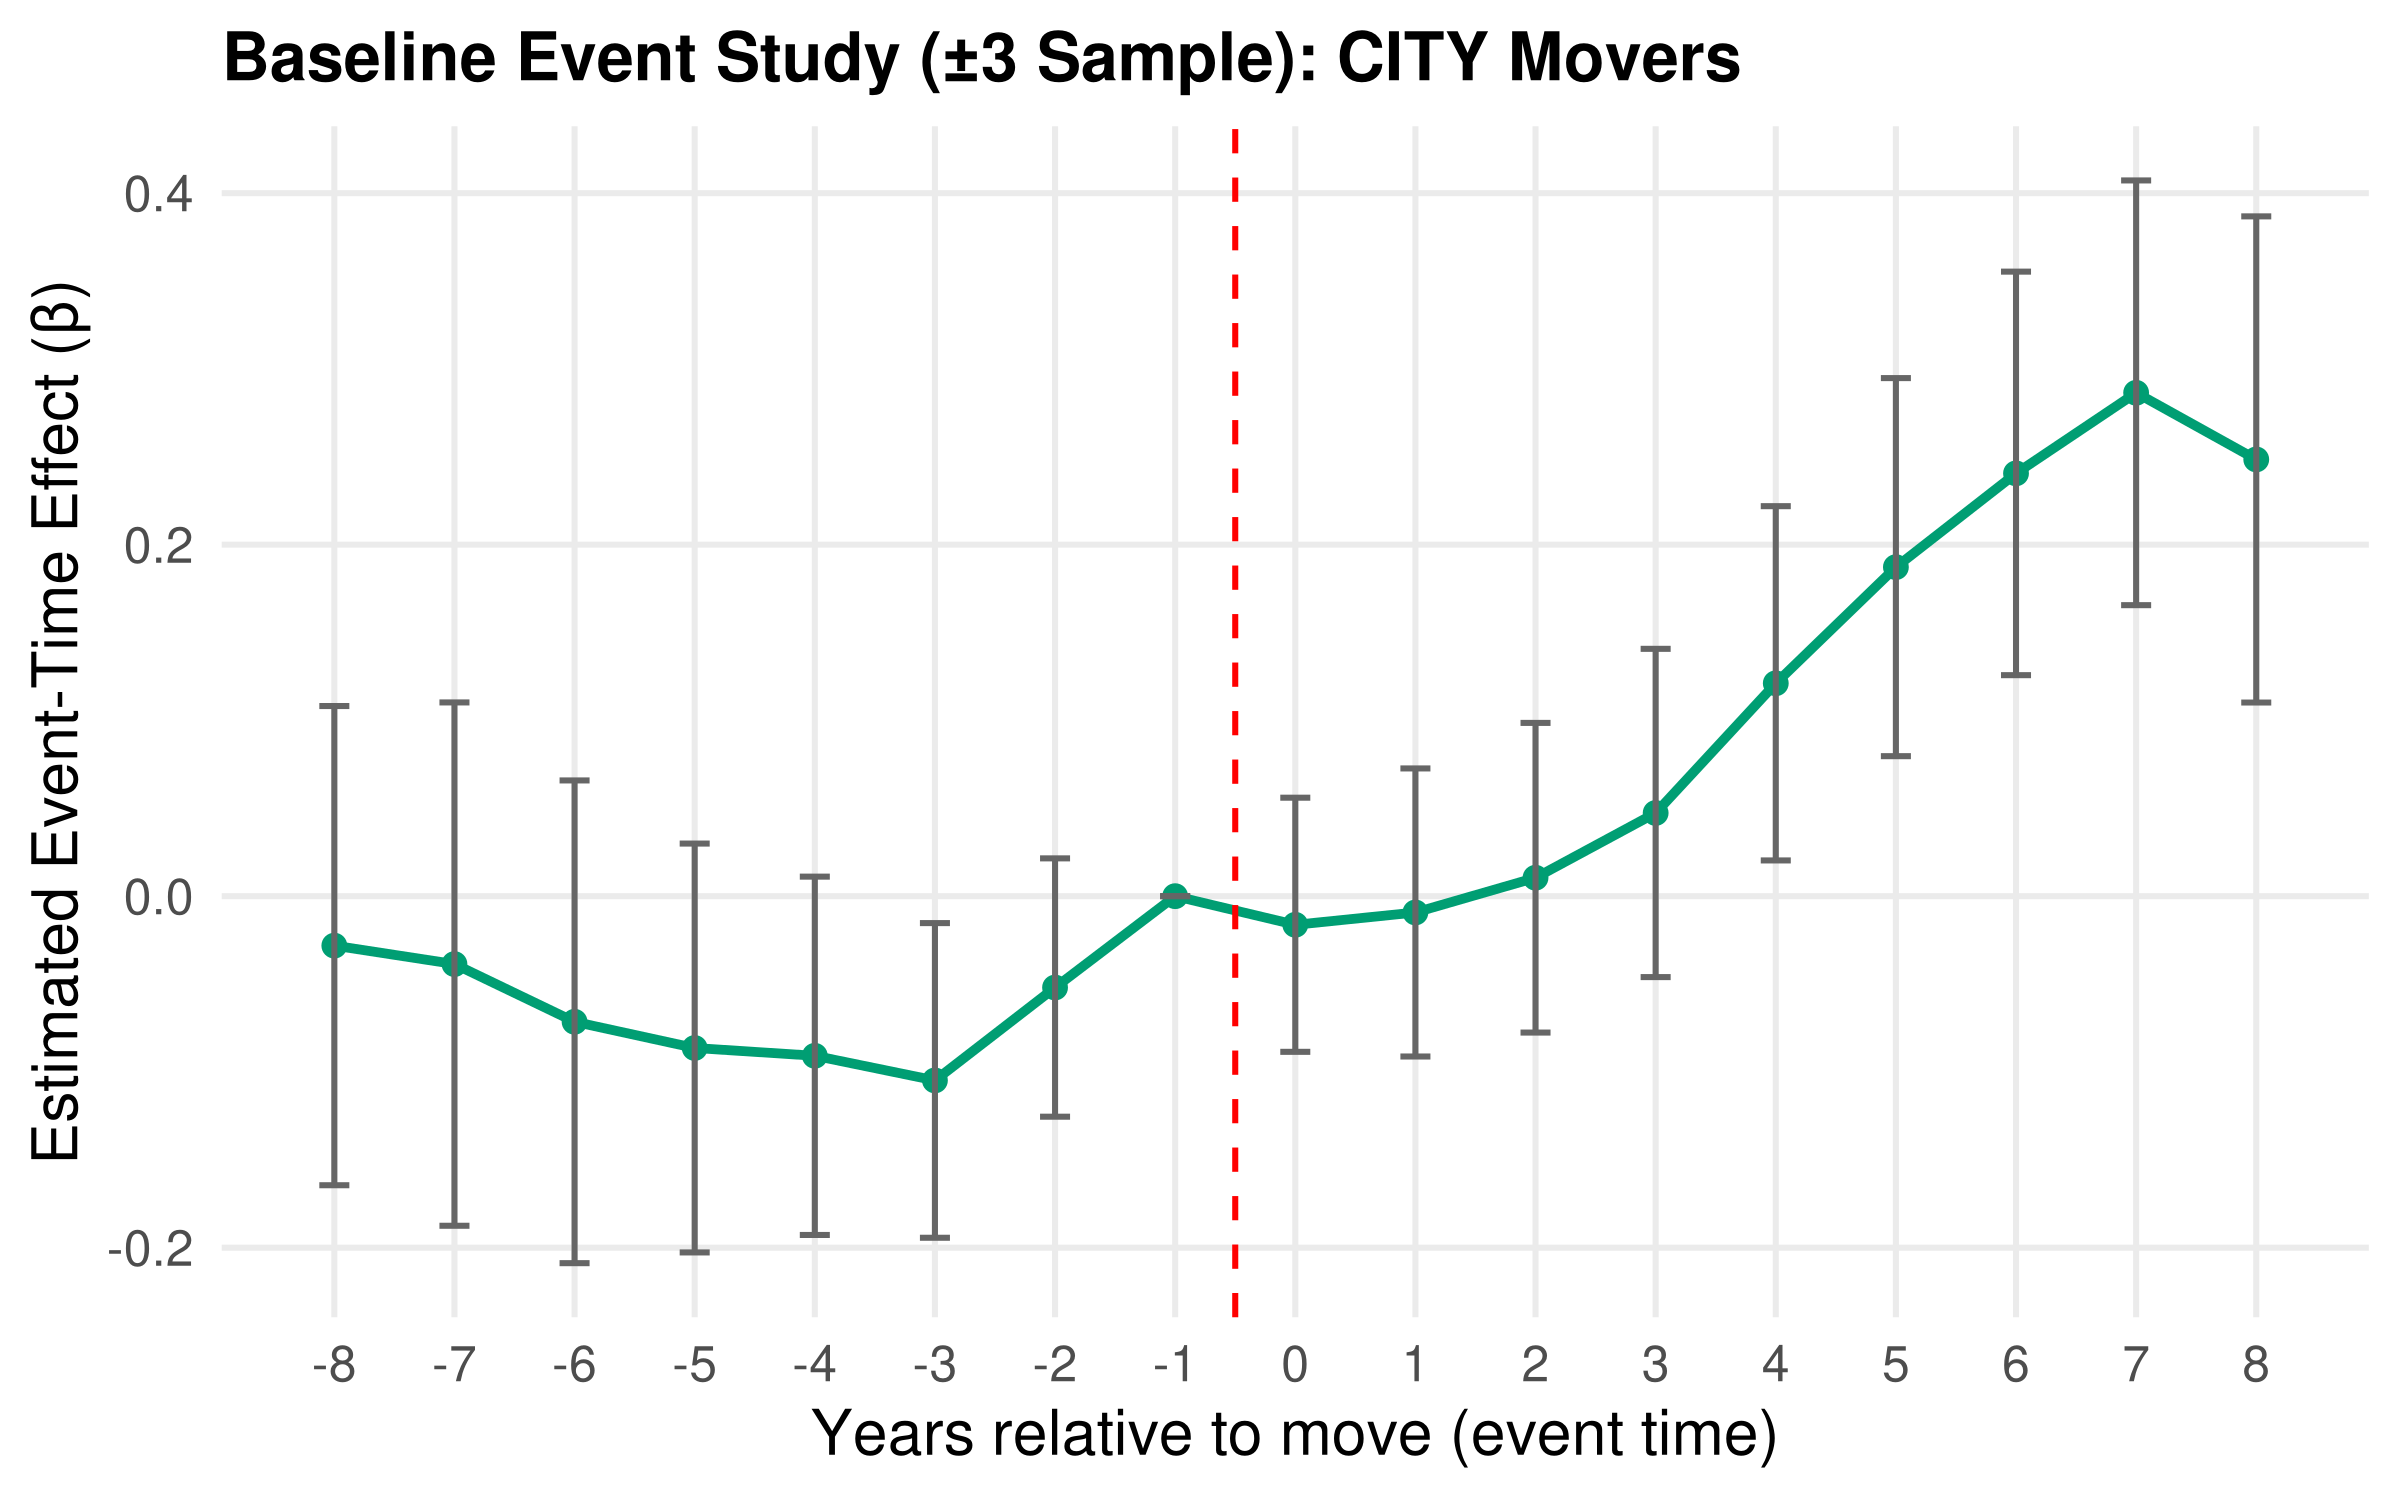 Baseline Event Study (±3 Sample): CITY Movers
Estimated Event-Time Effect (β)
0.4
0.2
0.0
-0.2
-8 -7 -6 -5 -4 -3 -2 -1 0 1 2 3 4 5 6 7 8
Years relative to move (event time)